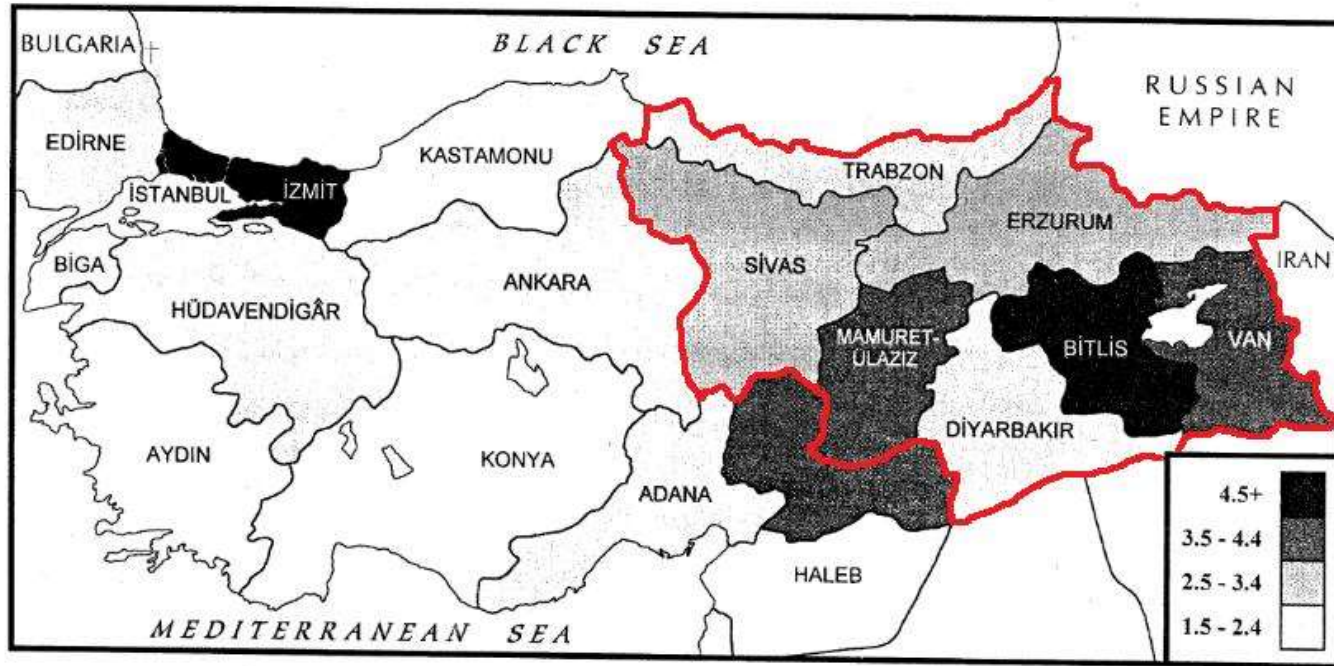 BLACK SEA
BULGARIA
RUSSIAN
EMPIRE
EDİRNE
KASTAMONU
TRABZON
İSTANBUL
İZMİT
ERZURUM
BİGA
ANKARA
SİVAS
IRAN
HÜDAVENDİGÂR
MAMURET-
ÜLAZIZ
BİTLİS
VAN
AYDIN
KONYA
DİYARBAKIR
ADANA
HALEB
MEDITERRANEAN SEA
4.5+
3.5 - 4.4
2.5 - 3.4
1.5 - 2.4